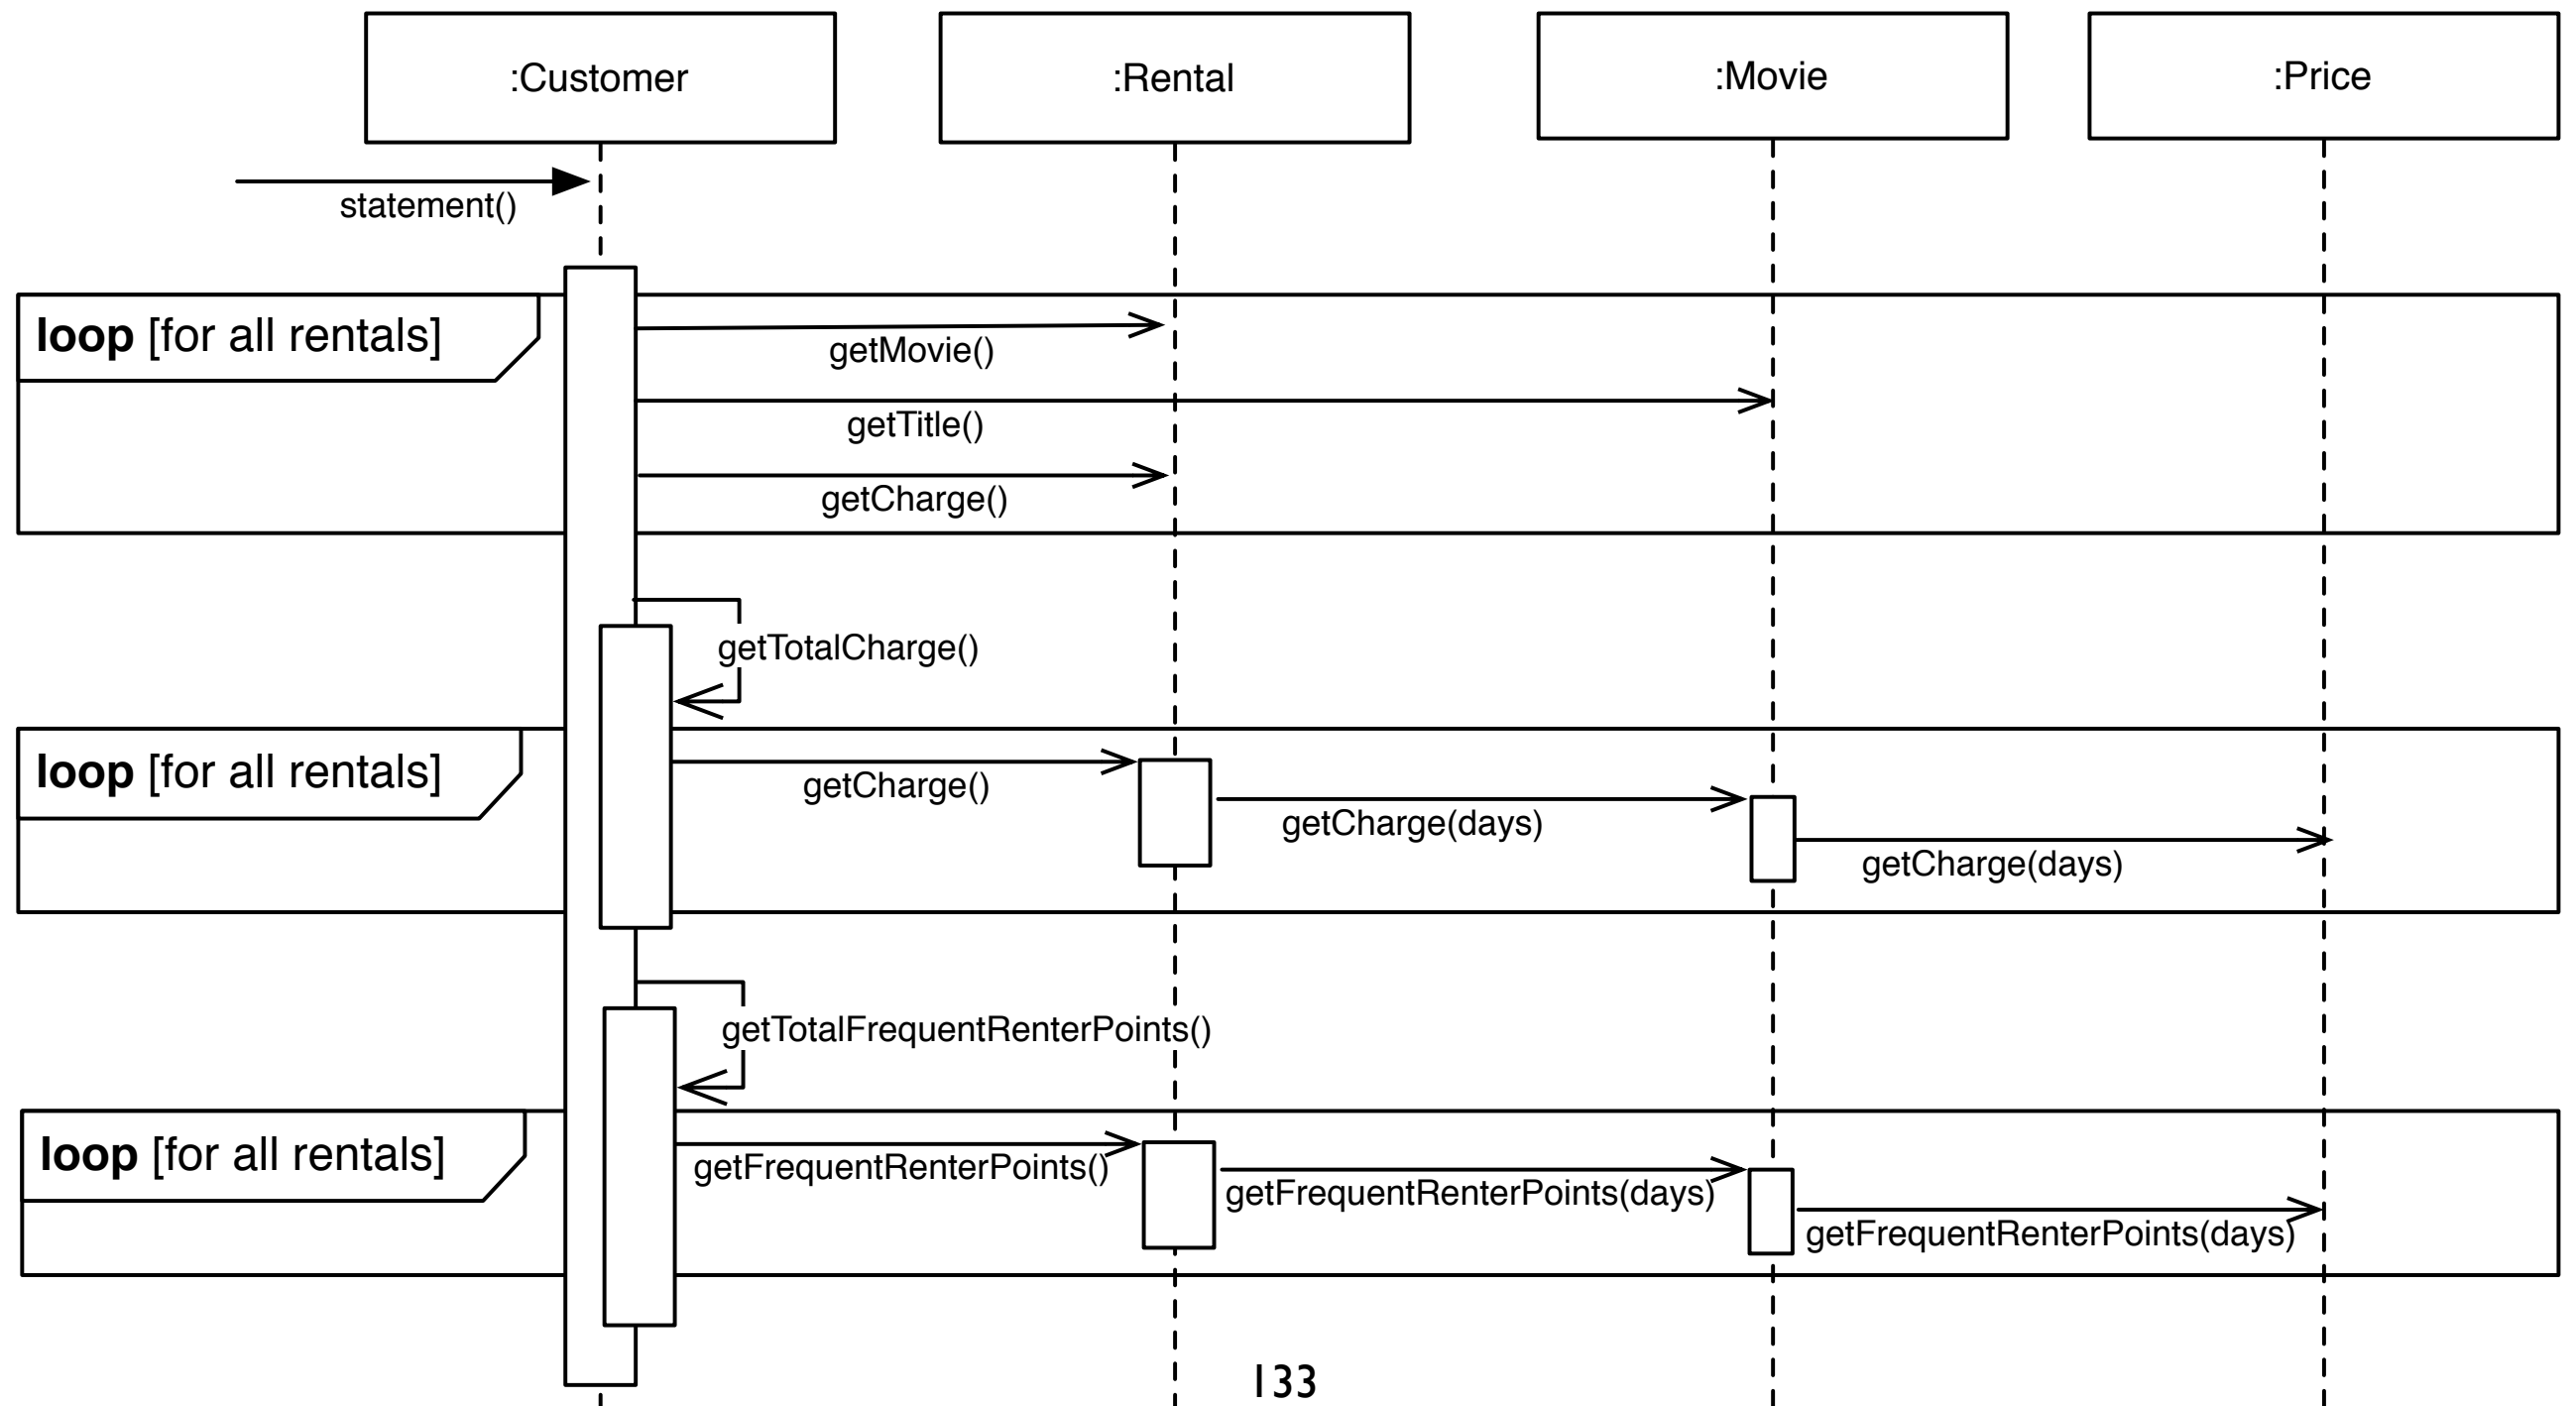 :Customer
:Rental
:Movie
:Price
statement()
loop [for all rentals]
getMovie()
getTitle()
getCharge()
getTotalCharge()
loop [for all rentals]
getCharge()
getCharge(days)
getCharge(days)
getTotalFrequentRenterPoints()
loop [for all rentals]
getFrequentRenterPoints()
getFrequentRenterPoints(days)
getFrequentRenterPoints(days)
133